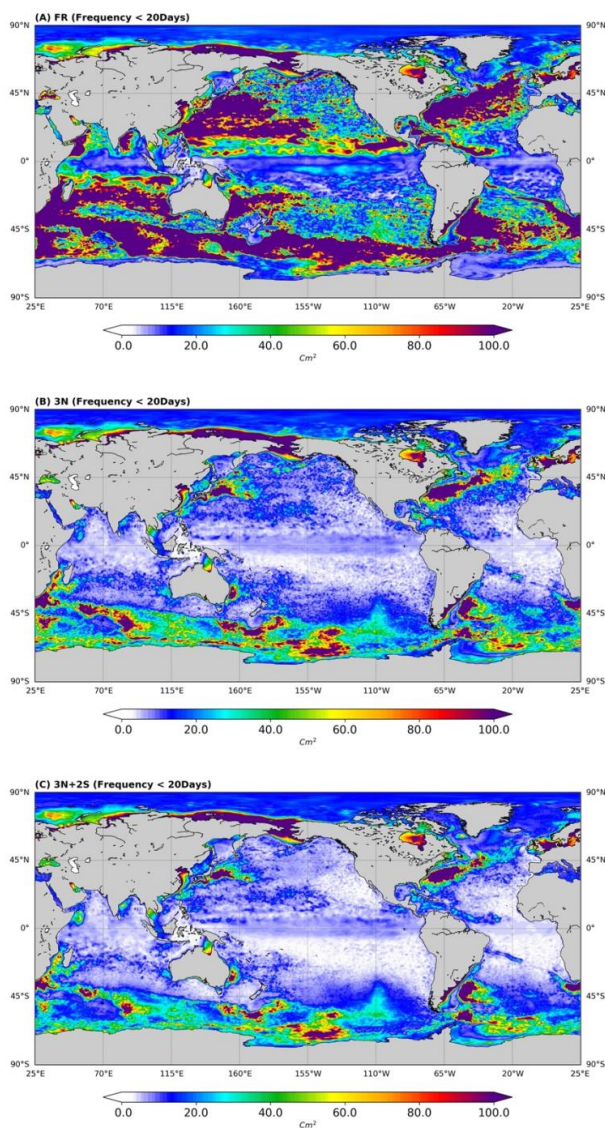 (A) FR (Frequency < 20Days)
90°N 90°N
45°N 45°N
0° 0°
45°S 45°S
90°S 90°S
25°E 70°E 115°E 160°E 155°W 110°W 65°W 20°W 25°E
0.0 20.0 40.0 60.0 80.0 100.0
Cm²
(B) 3N (Frequency < 20Days)
90°N 90°N
45°N 45°N
0° 0°
45°S 45°S
90°S 90°S
25°E 70°E 115°E 160°E 155°W 110°W 65°W 20°W 25°E
0.0 20.0 40.0 60.0 80.0 100.0
Cm²
(C) 3N+2S (Frequency < 20Days)
90°N 90°N
45°N 45°N
0° 0°
45°S 45°S
90°S 90°S
25°E 70°E 115°E 160°E 155°W 110°W 65°W 20°W 25°E
0.0 20.0 40.0 60.0 80.0 100.0
Cm²